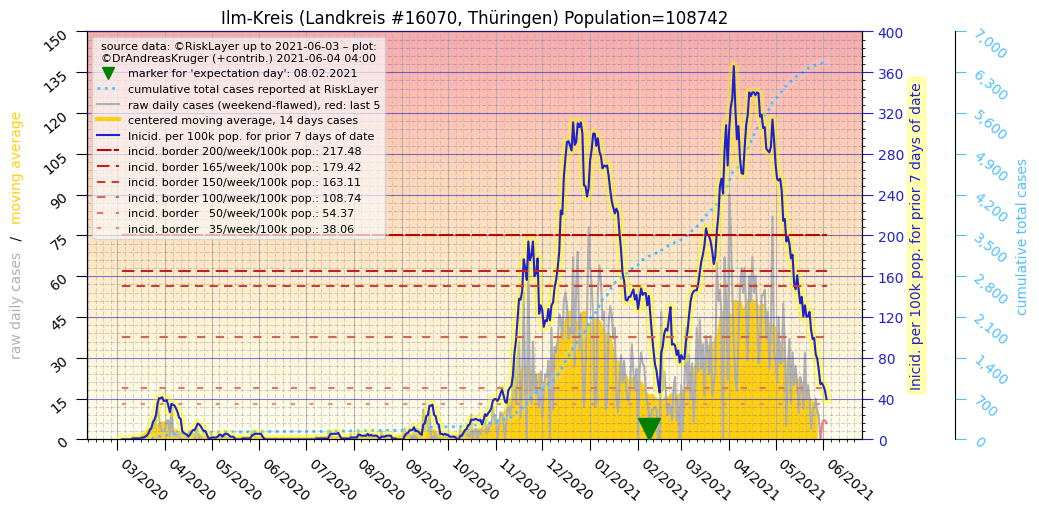 Ilm-Kreis (Landkreis #16070, Thüringen) Population=108742
source data: ©RiskLayer up to 2021-06-03 – plot:
©DrAndreasKruger (+contrib.) 2021-06-04 04:00
marker for 'expectation day': 08.02.2021
cumulative total cases reported at RiskLayer
raw daily cases (weekend-flawed), red: last 5
centered moving average, 14 days cases
Inicid. per 100k pop. for prior 7 days of date
incid. border 200/week/100k pop.: 217.48
incid. border 165/week/100k pop.: 179.42
incid. border 150/week/100k pop.: 163.11
incid. border 100/week/100k pop.: 108.74
incid. border   50/week/100k pop.: 54.37
incid. border   35/week/100k pop.: 38.06
raw daily cases / moving average
150
135
120
105
90
75
60
45
30
15
0
400
360
320
280
240
200
160
120
80
40
0
Inicid. per 100k pop. for prior 7 days of date
7,000
6,300
5,600
4,900
4,200
3,500
2,800
2,100
1,400
700
0
cumulative total cases
03/2020
04/2020
05/2020
06/2020
07/2020
08/2020
09/2020
10/2020
11/2020
12/2020
01/2021
02/2021
03/2021
04/2021
05/2021
06/2021